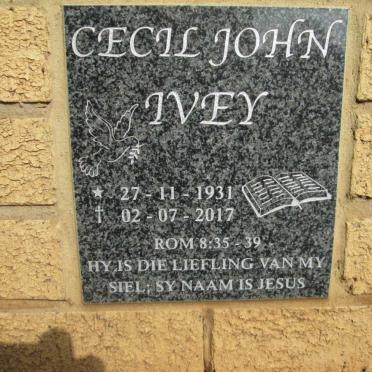 CECIL JOHN
IVEY
27 - 11 - 1931
02 - 07 - 2017
ROM 8:35 - 39
HY IS DIE LIEFLING VAN MY
SIEL; SY NAAM IS JESUS